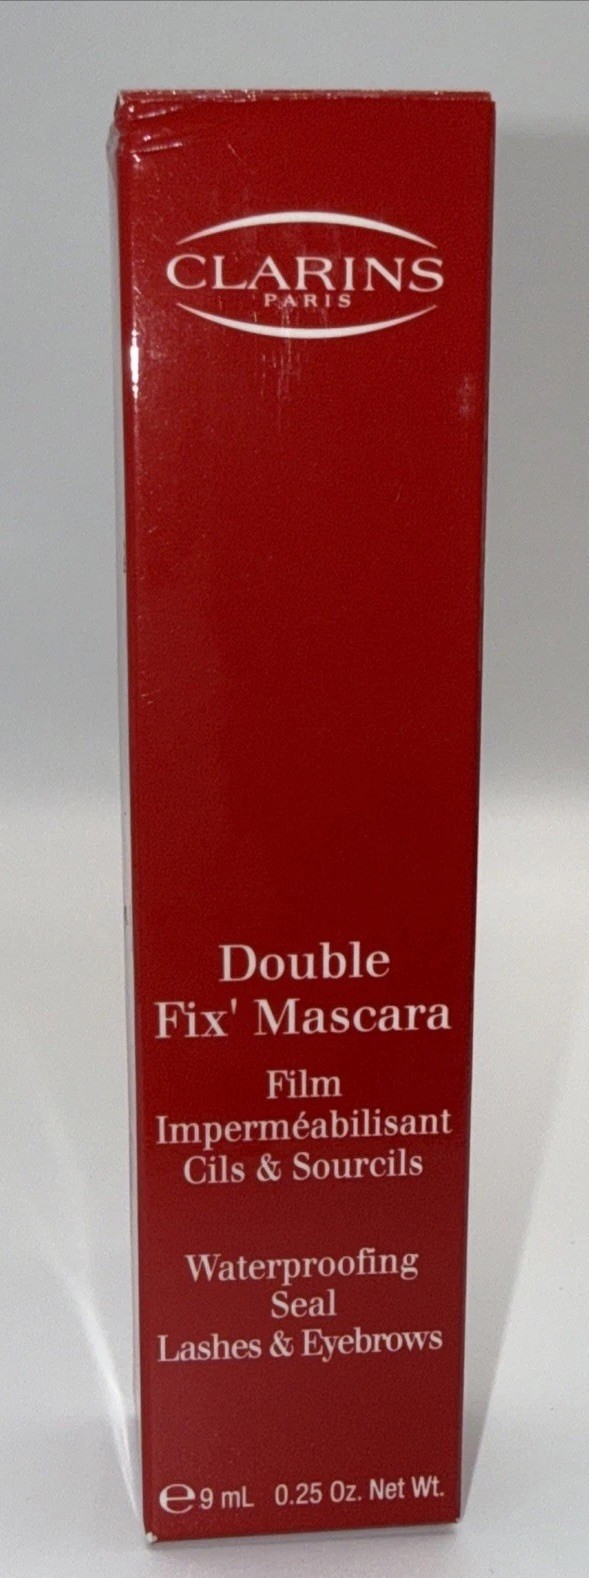 CLARINS
PARIS
Double
Fix' Mascara
Film
Imperméabilisant
Cils & Sourcils
Waterproofing
Seal
Lashes & Eyebrows
℮ 9 mL 0.25 Oz. Net Wt.